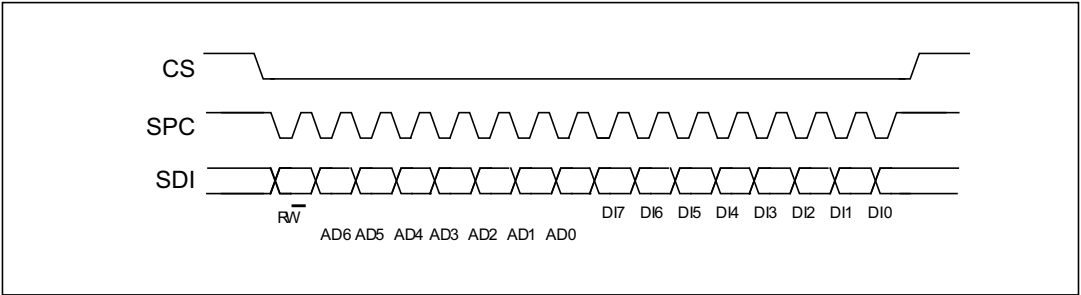 CS
SPC
SDI
RW
DI7 DI6 DI5 DI4 DI3 DI2 DI1 DI0
AD6 AD5 AD4 AD3 AD2 AD1 AD0